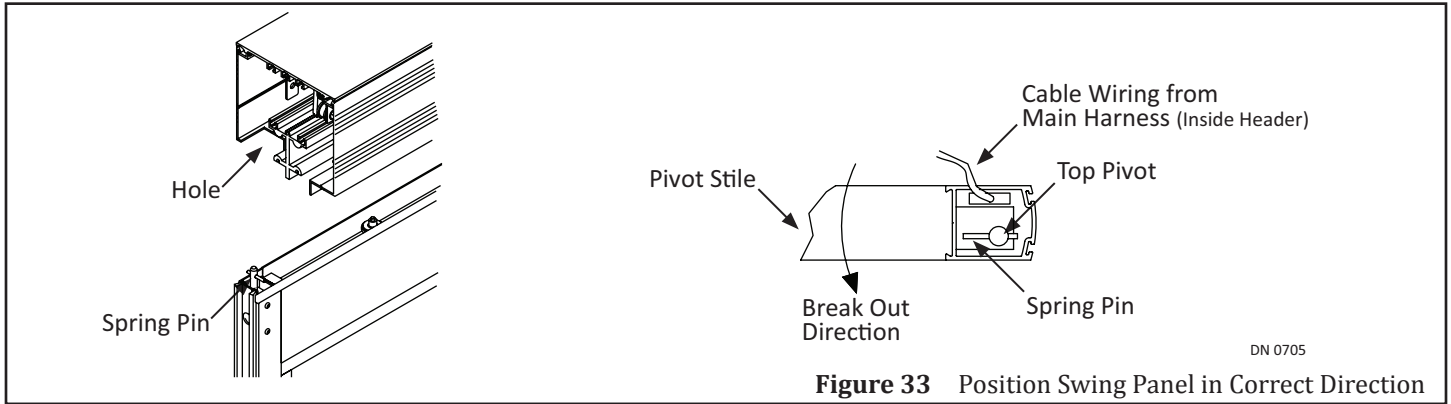 Hole
Spring Pin
Cable Wiring from
Main Harness (Inside Header)
Pivot Stile
Top Pivot
Break Out
Direction
Spring Pin
DN 0705
Figure 33 Position Swing Panel in Correct Direction